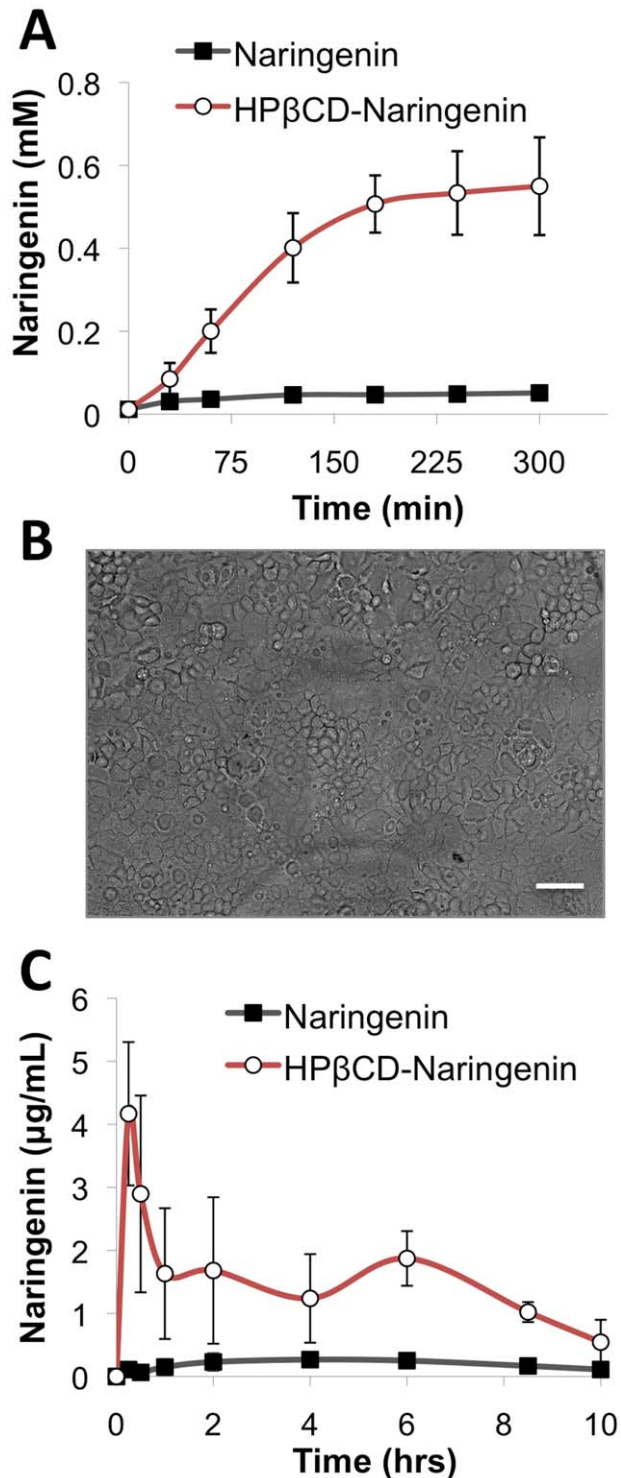 A
Naringenin
HPβCD-Naringenin
Naringenin (mM)
0.8
0.6
0.4
0.2
0
0 75 150 225 300
Time (min)
B
C
Naringenin
HPβCD-Naringenin
Naringenin (μg/mL)
6
5
4
3
2
1
0
0 2 4 6 8 10
Time (hrs)